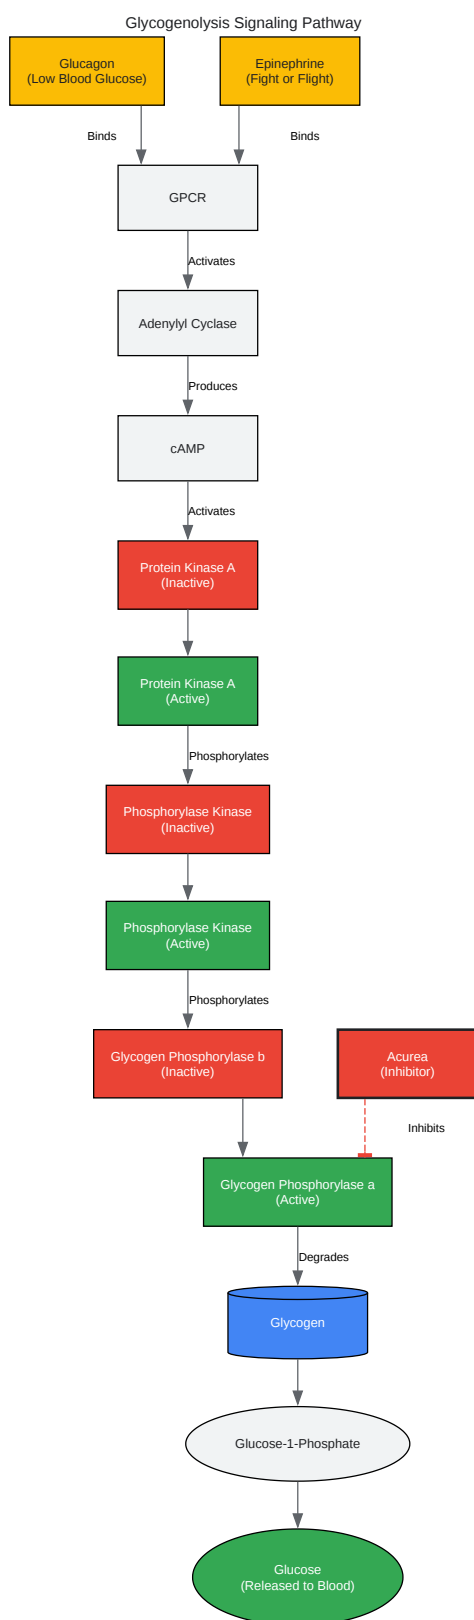 Glycogenolysis Signaling Pathway
Glucagon
(Low Blood Glucose)
Epinephrine
(Fight or Flight)
Binds
Binds
GPCR
Activates
Adenylyl Cyclase
Produces
cAMP
Activates
Protein Kinase A
(Inactive)
Protein Kinase A
(Active)
Phosphorylates
Phosphorylase Kinase
(Inactive)
Phosphorylase Kinase
(Active)
Phosphorylates
Glycogen Phosphorylase b
(Inactive)
Acurea
(Inhibitor)
Inhibits
Glycogen Phosphorylase a
(Active)
Degrades
Glycogen
Glucose-1-Phosphate
Glucose
(Released to Blood)